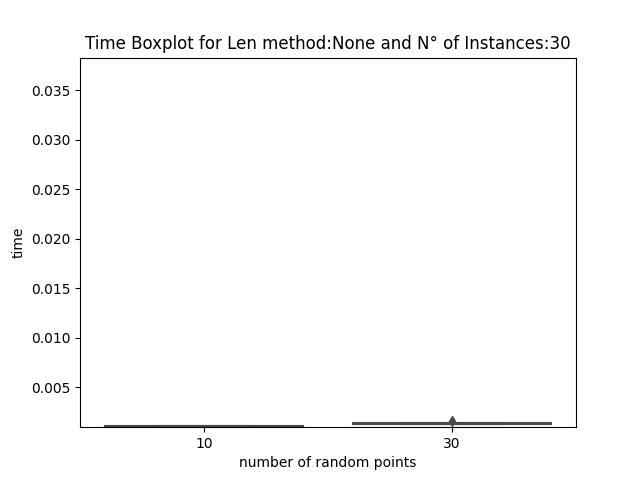 Time Boxplot for Len method:None and N° of Instances:30
0.035
0.030
0.025
0.020
0.015
0.010
0.005
time
10 30
number of random points